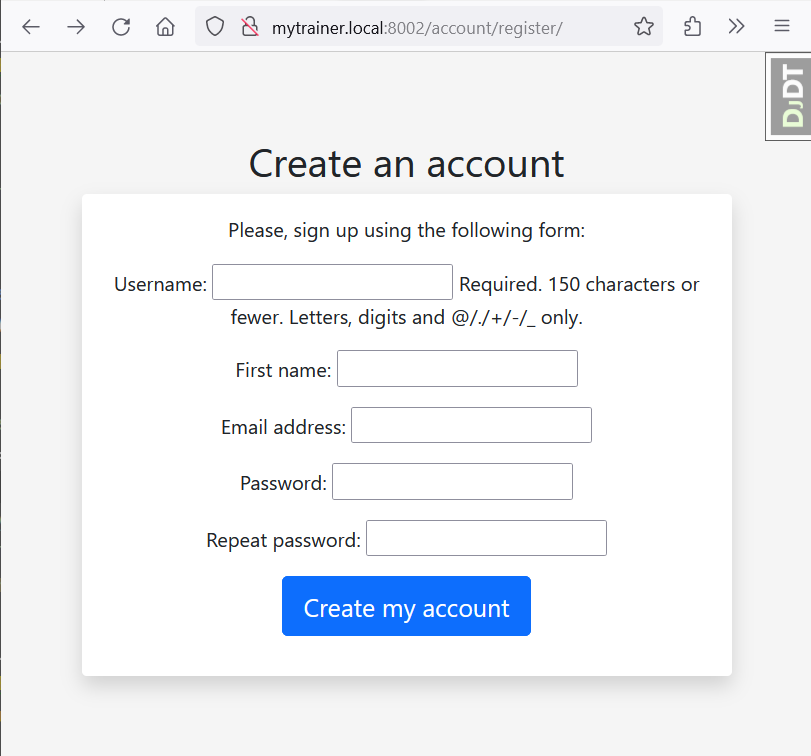 mytrainer.local:8002/account/register/
DJDT
Create an account
Please, sign up using the following form:
Username: Required. 150 characters or
fewer. Letters, digits and @/./+/-/_ only.
First name:
Email address:
Password:
Repeat password:
Create my account